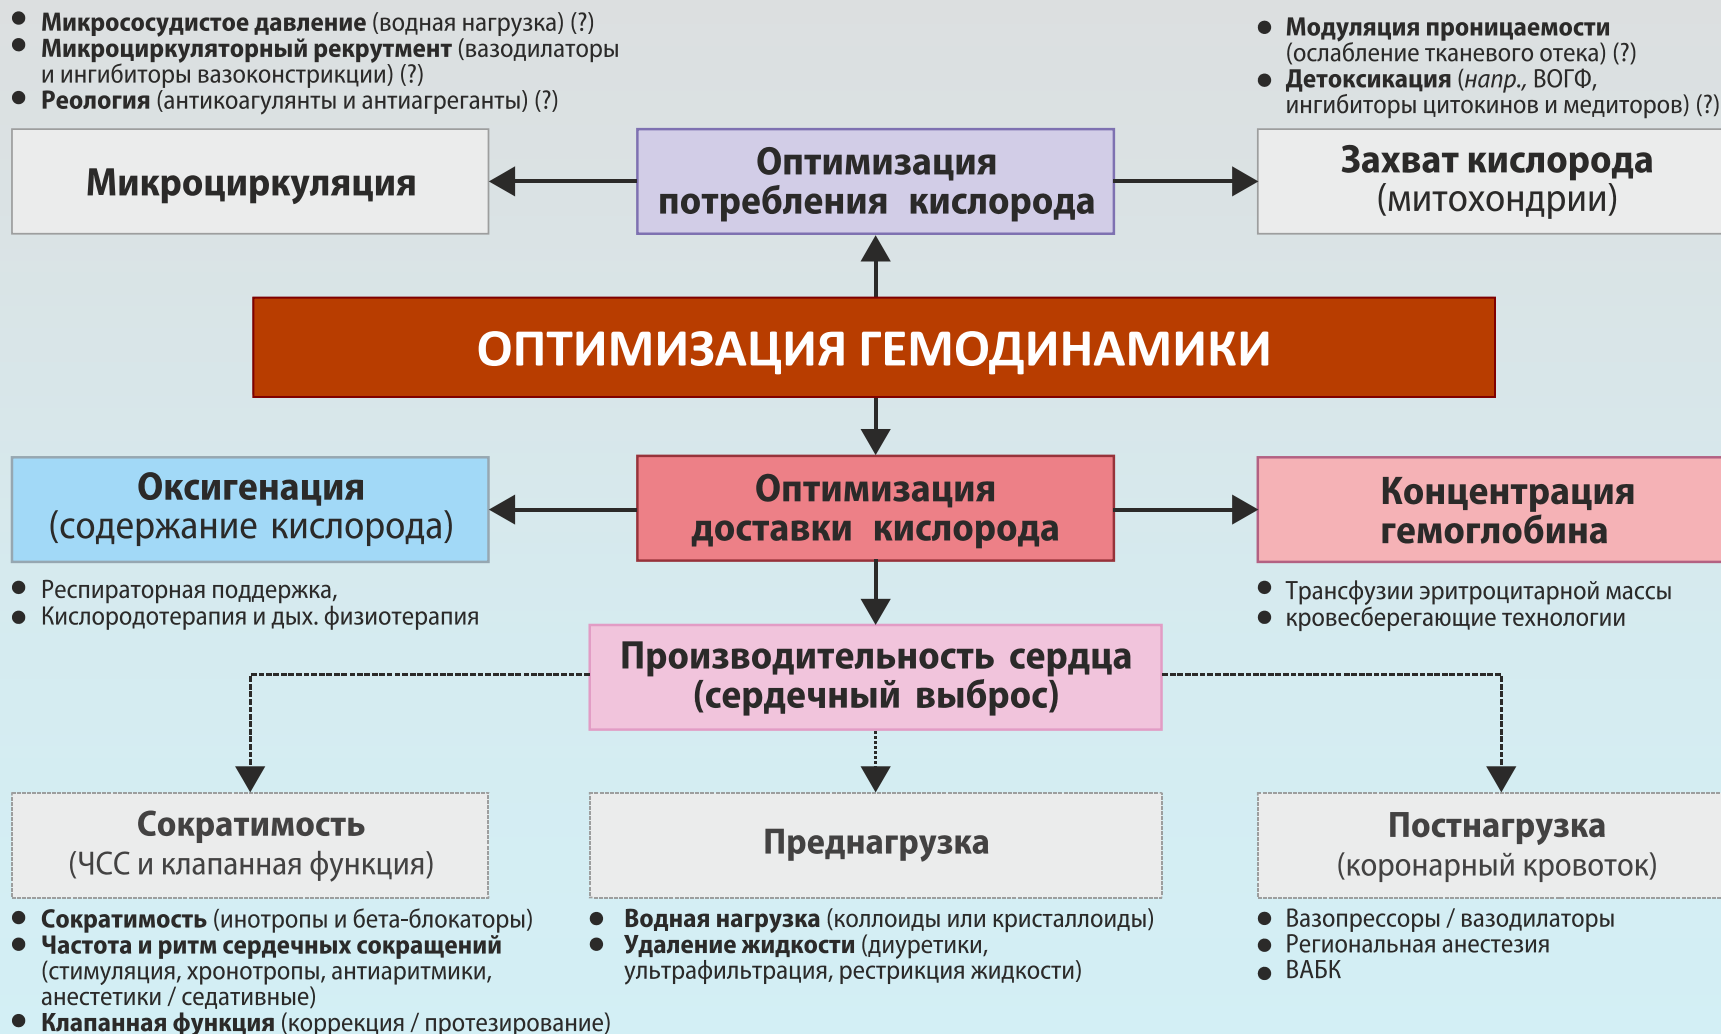 ● Микрососудистое давление (водная нагрузка) (?)
● Микроциркуляторный рекрутмент (вазодилаторы
и ингибиторы вазоконстрикции) (?)
● Реология (антикоагулянты и антиагреганты) (?)
● Модуляция проницаемости
(ослабление тканевого отека) (?)
● Детоксикация (напр., ВОГФ,
ингибиторы цитокинов и медиторов) (?)
Микроциркуляция
Оптимизация
потребления кислорода
Захват кислорода
(митохондрии)
ОПТИМИЗАЦИЯ ГЕМОДИНАМИКИ
Оксигенация
(содержание кислорода)
Оптимизация
доставки кислорода
Концентрация
гемоглобина
● Респираторная поддержка,
● Кислородотерапия и дых. физиотерапия
● Трансфузии эритроцитарной массы
● кровесберегающие технологии
Производительность сердца
(сердечный выброс)
Сократимость
(ЧСС и клапанная функция)
Преднагрузка
Постнагрузка
(коронарный кровоток)
● Сократимость (инотропы и бета-блокаторы)
● Частота и ритм сердечных сокращений
(стимуляция, хронотропы, антиаритмики,
анестетики / седативные)
● Клапанная функция (коррекция / протезирование)
● Водная нагрузка (коллоиды или кристаллоиды)
● Удаление жидкости (диуретики,
ультрафильтрация, рестрикция жидкости)
● Вазопрессоры / вазодилаторы
● Региональная анестезия
● ВАБК